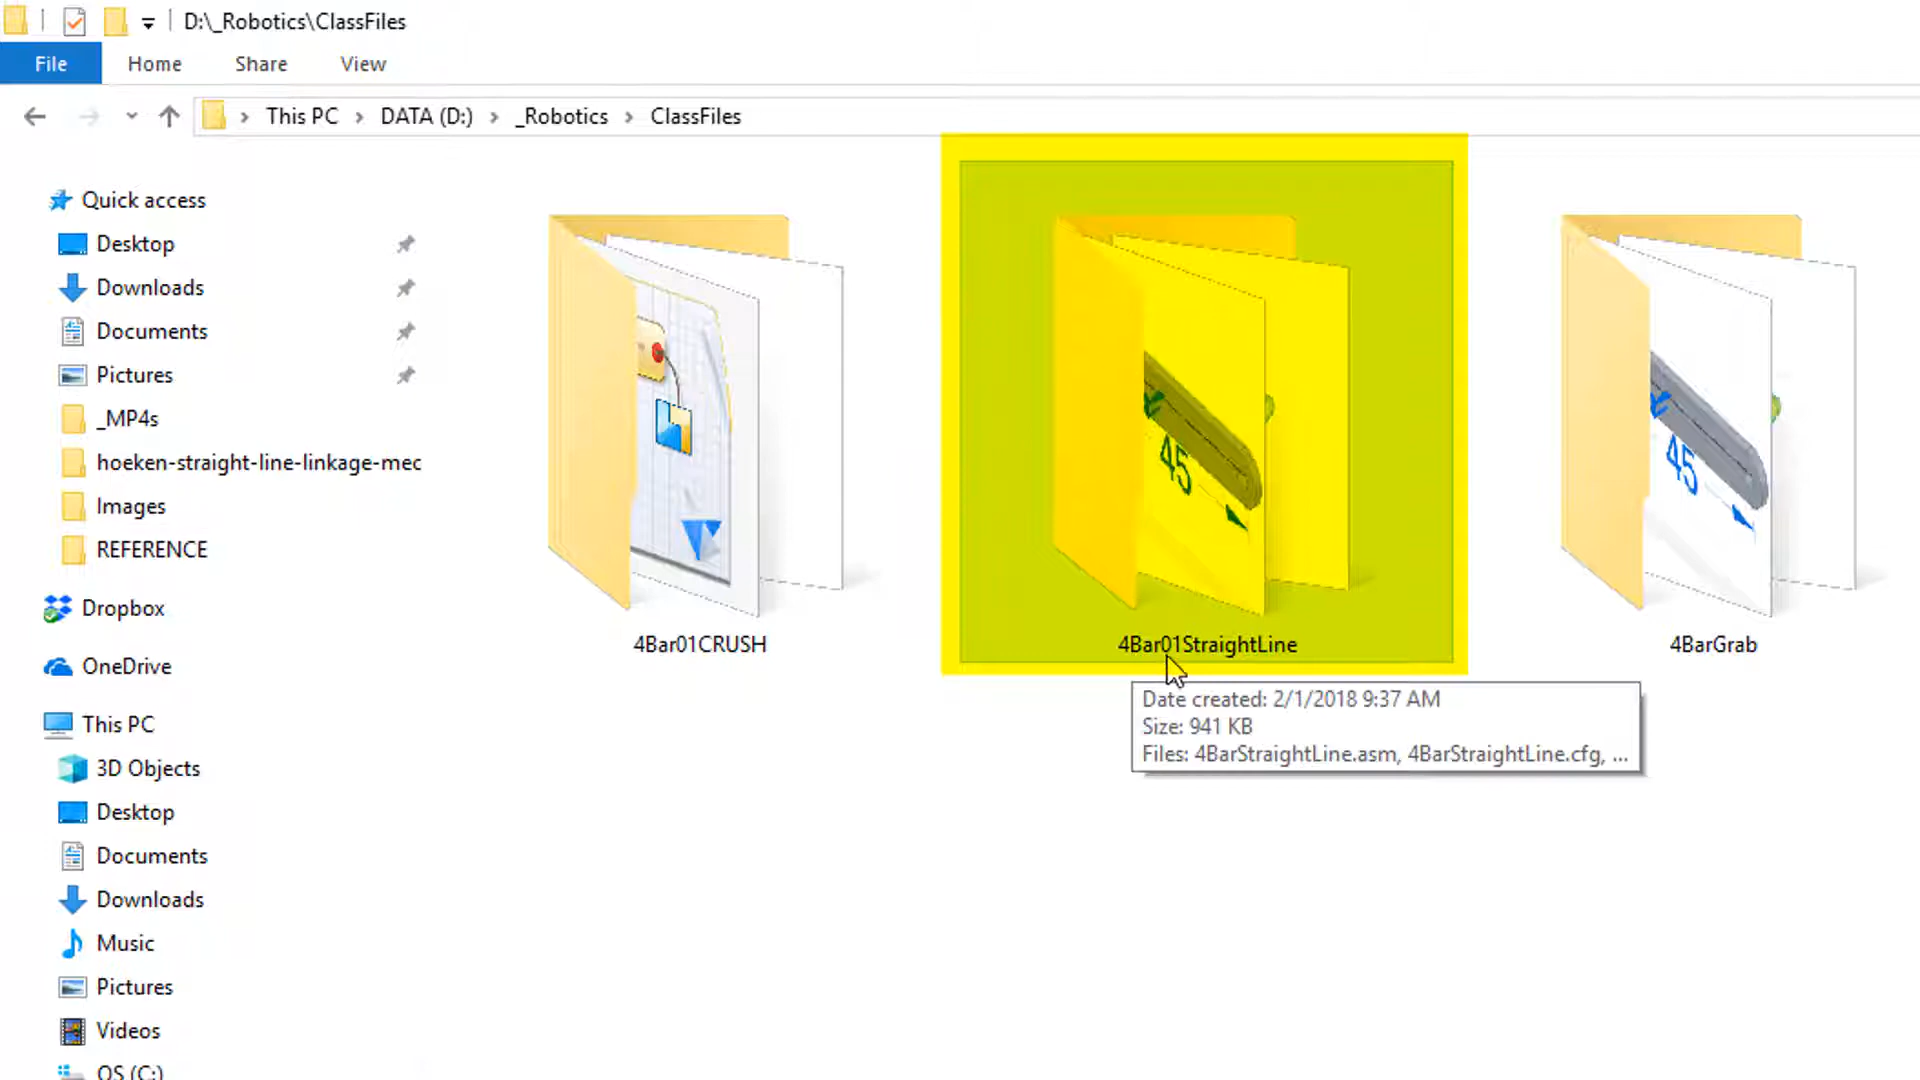 D:\_Robotics\ClassFiles
File Home Share View
This PC DATA (D:) _Robotics ClassFiles
Quick access
Desktop
Downloads
Documents
Pictures
_MP4s
hoeken-straight-line-linkage-mec
Images
REFERENCE
Dropbox
OneDrive
This PC
3D Objects
Desktop
Documents
Downloads
Music
Pictures
Videos
OS (C:)
45
45
4Bar01CRUSH
4Bar01StraightLine
4BarGrab
Date created: 2/1/2018 9:37 AM
Size: 941 KB
Files: 4BarStraightLine.asm, 4BarStraightLine.cfg, ...